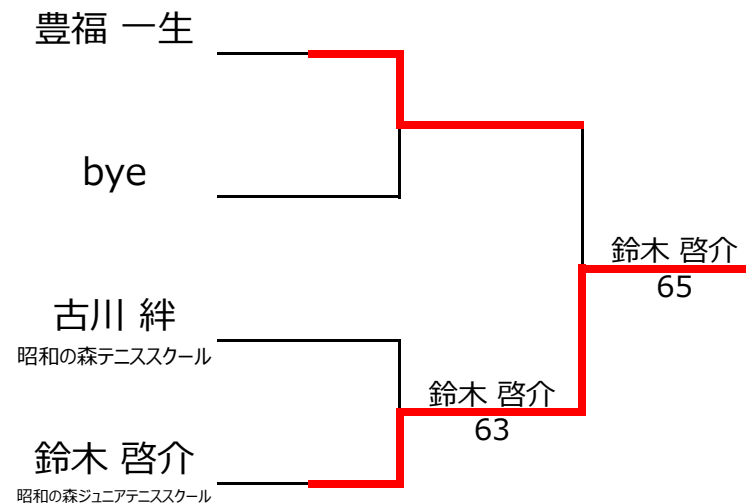 豊福 一生
bye
古川 絆
昭和の森テニススクール
鈴木 啓介
昭和の森ジュニアテニススクール
鈴木 啓介
63
鈴木 啓介
65